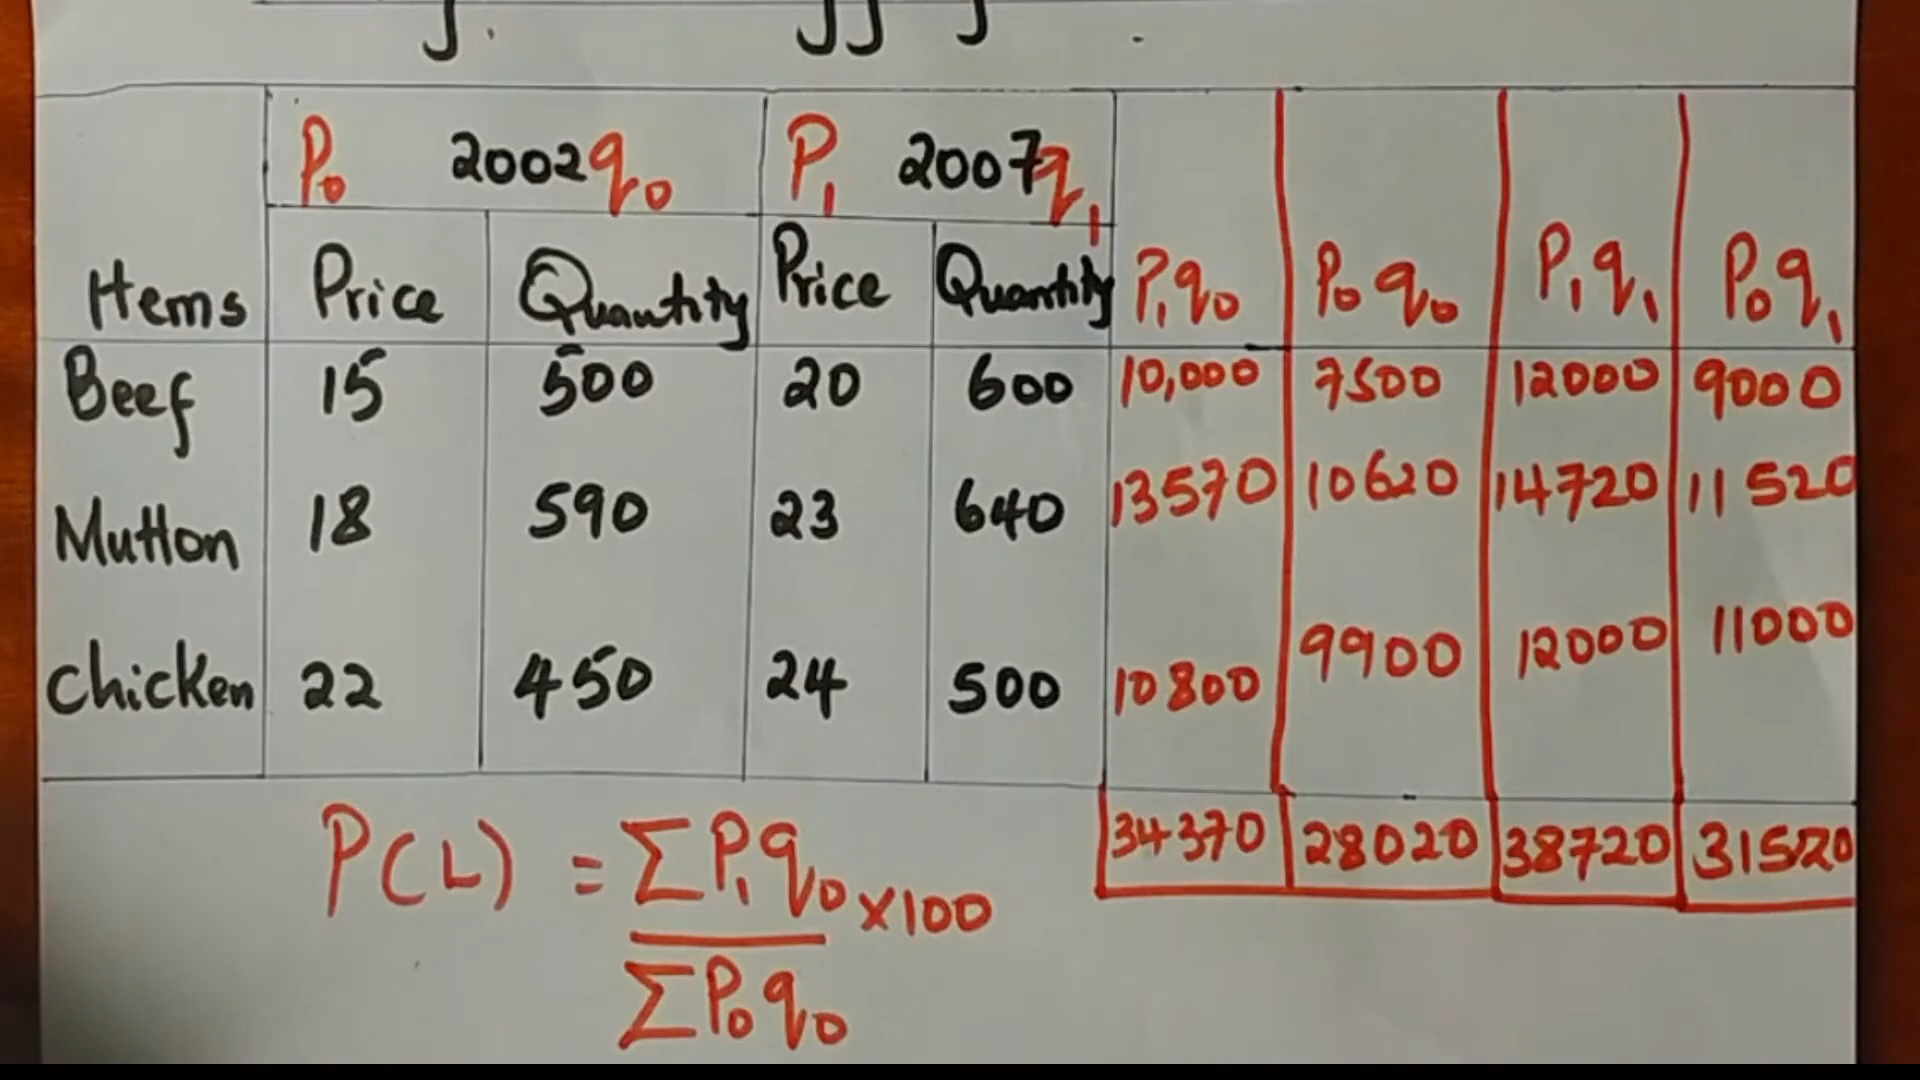 P₀ 2002 q₀ P₁ 2007 q₁
Items Price Quantity Price Quantity P₁q₀ P₀q₀ P₁q₁ P₀q₁
Beef 15 500 20 600 10,000 7500 12000 9000
Mutton 18 590 23 640 13570 10620 14720 11520
Chicken 22 450 24 500 10800 9900 12000 11000
34370 28020 38720 31520
P(L) = ΣP₁q₀ ×100
ΣP₀q₀